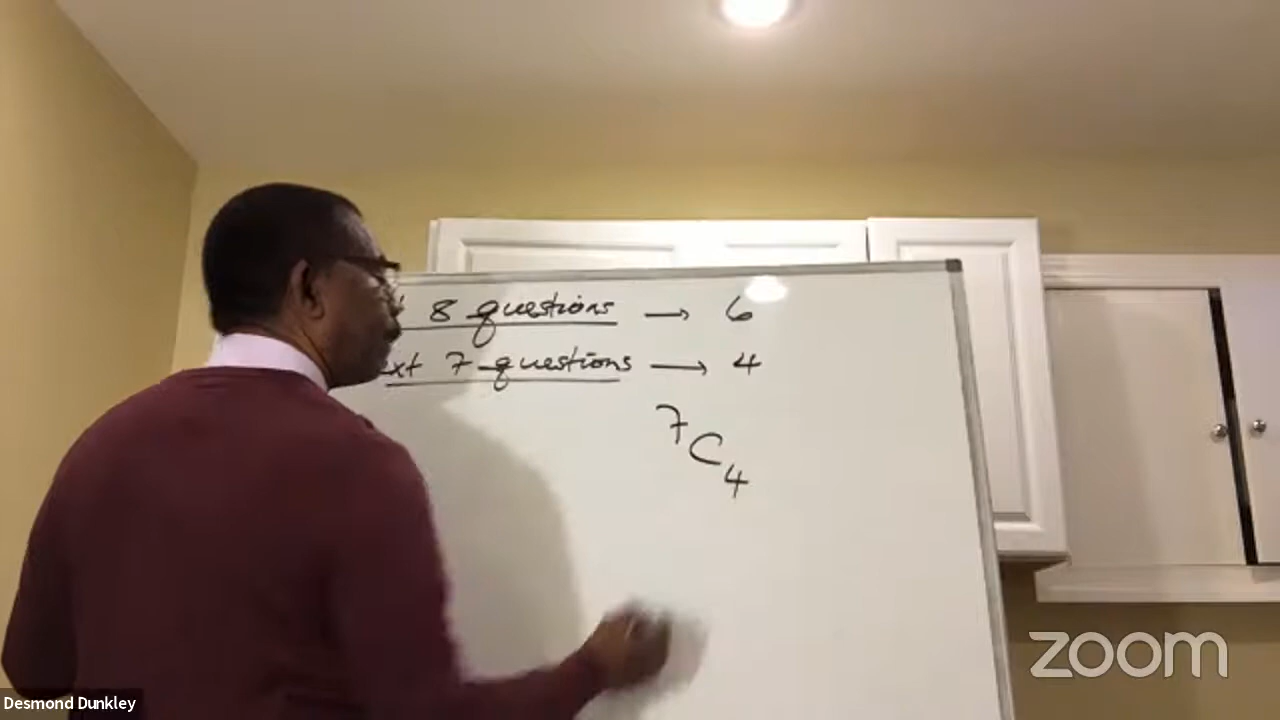 8 questions → 6
7 questions → 4
⁷C₄
zoom
Desmond Dunkley